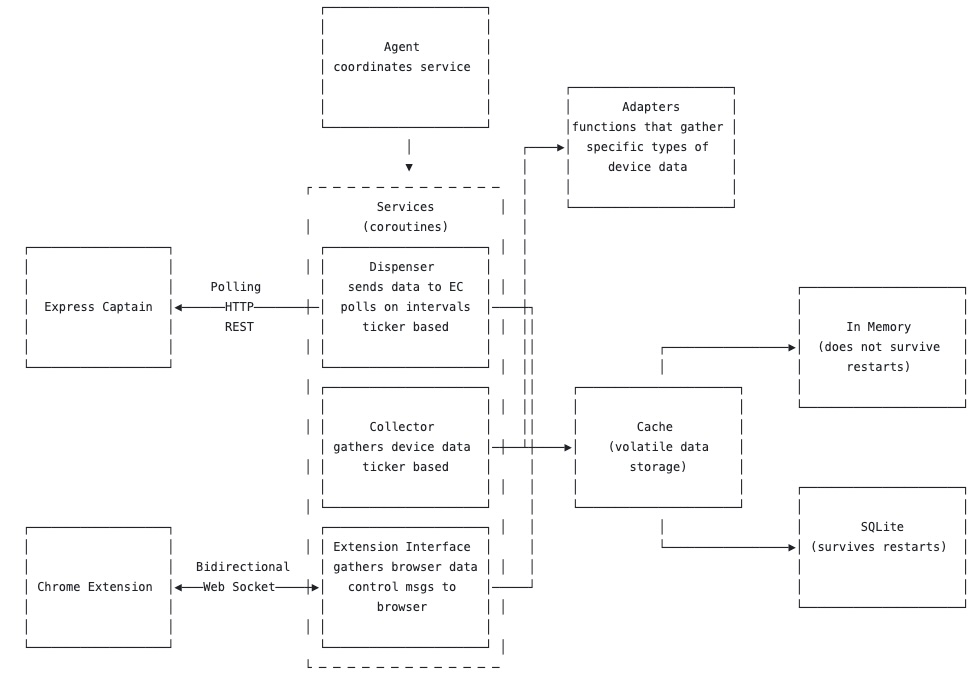 Agent
coordinates service
Adapters
functions that gather
specific types of
device data
Services
(coroutines)
Dispenser
sends data to EC
polls on intervals
ticker based
Polling
HTTP
REST
Express Captain
In Memory
(does not survive
restarts)
Collector
gathers device data
ticker based
Cache
(volatile data
storage)
SQLite
(survives restarts)
Extension Interface
gathers browser data
control msgs to
browser
Bidirectional
Web Socket
Chrome Extension